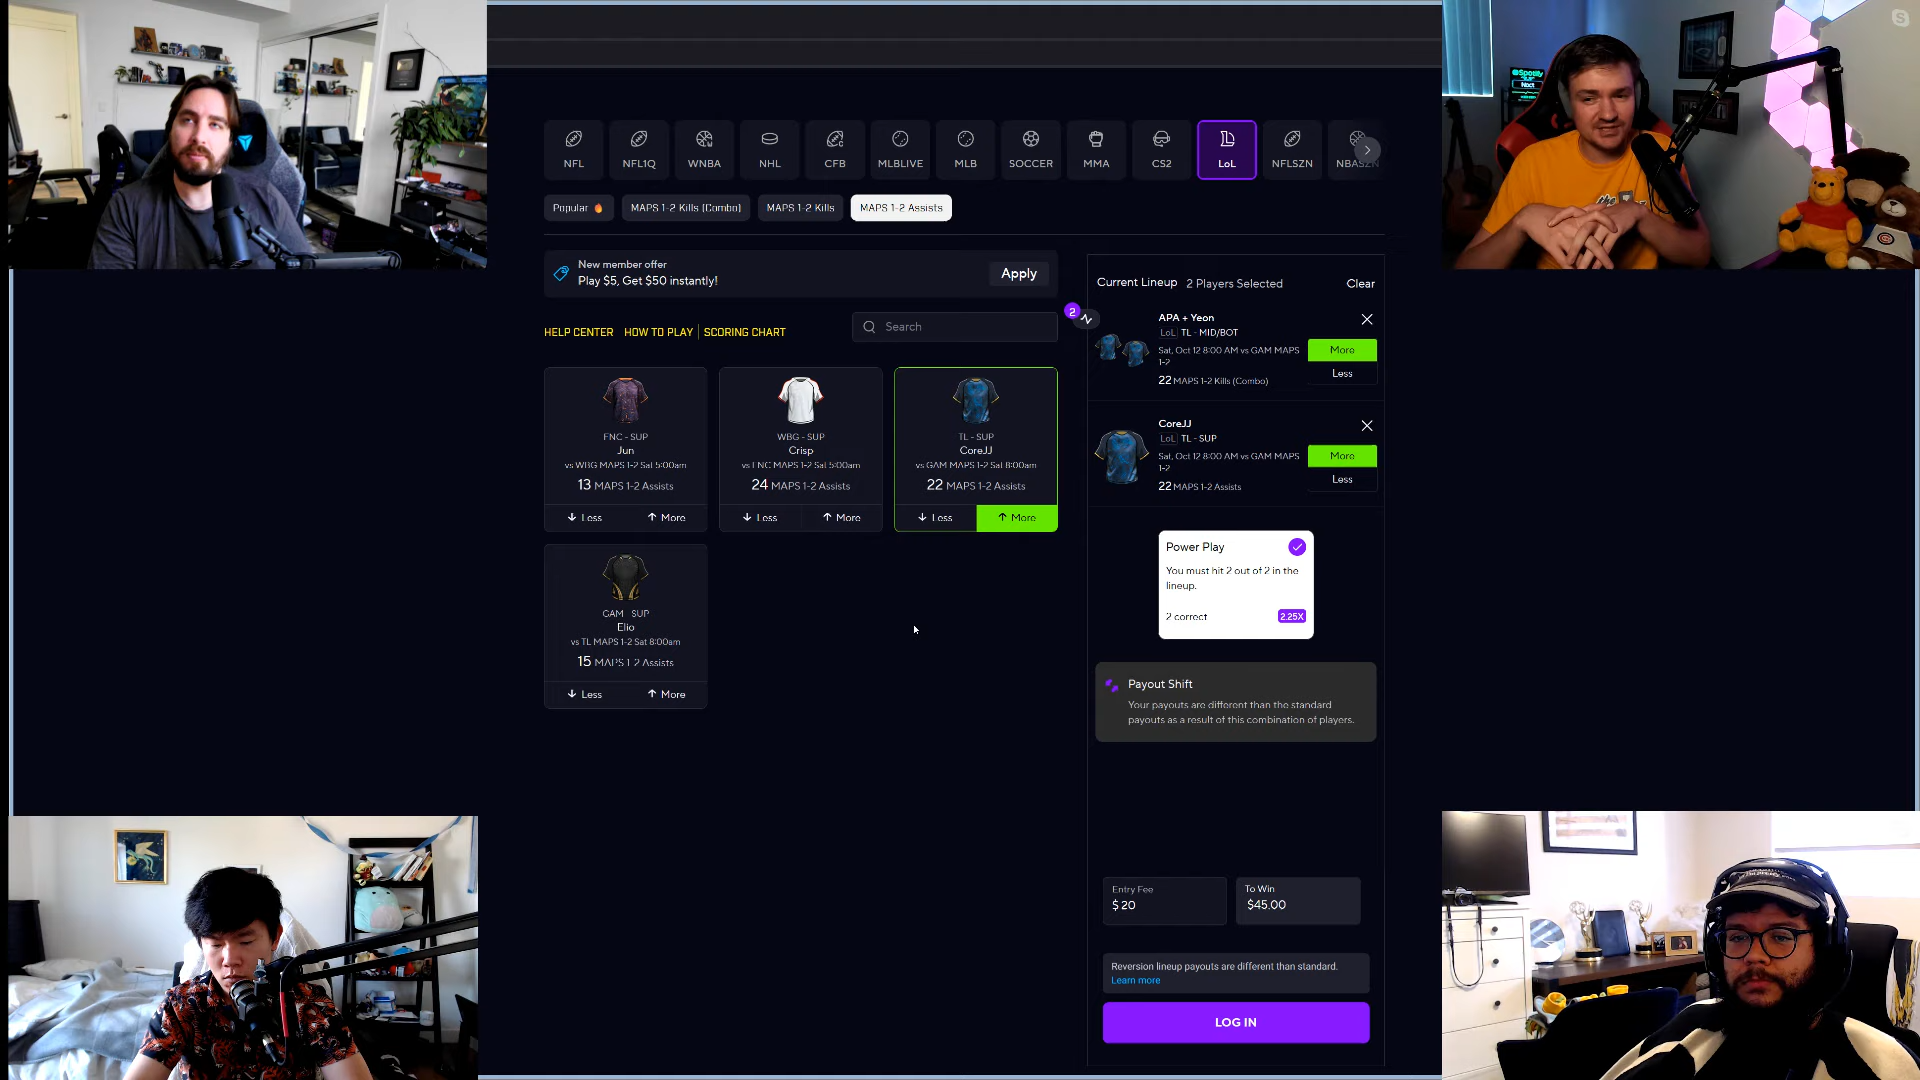 NFL
NFL1Q
WNBA
NHL
CFB
MLBLIVE
MLB
SOCCER
MMA
CS2
LoL
NFLSZN
NBASZN
Popular
MAPS 1-2 Kills (Combo)
MAPS 1-2 Kills
MAPS 1-2 Assists
New member offer
Play $5, Get $50 instantly!
Apply
HELP CENTER
HOW TO PLAY
SCORING CHART
Search
FNC - SUP
Jun
vs WBG MAPS 1-2 Sat 5:00am
13 MAPS 1-2 Assists
Less
More
WBG - SUP
Crisp
vs FNC MAPS 1-2 Sat 5:00am
24 MAPS 1-2 Assists
Less
More
TL - SUP
CoreJJ
vs GAM MAPS 1-2 Sat 8:00am
22 MAPS 1-2 Assists
Less
More
GAM - SUP
Elio
vs TL MAPS 1-2 Sat 8:00am
15 MAPS 1-2 Assists
Less
More
Current Lineup 2 Players Selected
Clear
2
APA + Yeon
LoL TL - MID/BOT
Sat, Oct 12 8:00 AM vs GAM MAPS
1-2
22 MAPS 1-2 Kills (Combo)
More
Less
CoreJJ
LoL TL - SUP
Sat, Oct 12 8:00 AM vs GAM MAPS
1-2
22 MAPS 1-2 Assists
More
Less
Power Play
You must hit 2 out of 2 in the
lineup.
2 correct
2.25X
Payout Shift
Your payouts are different than the standard
payouts as a result of this combination of players.
Entry Fee
$ 20
To Win
$45.00
Reversion lineup payouts are different than standard.
Learn more
LOG IN
Spotify